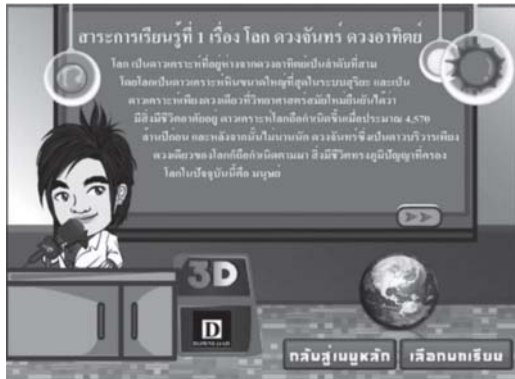 สาระการเรียนรู้ที่ 1 เรื่อง โลก ดวงจันทร์ ดวงอาทิตย์
โลก เป็นดาวเคราะห์ที่อยู่ห่างจากดวงอาทิตย์เป็นลำดับที่สาม
โดยโลกเป็นดาวเคราะห์หินขนาดใหญ่ที่สุดในระบบสุริยะ และเป็น
ดาวเคราะห์เพียงดวงเดียวที่วิทยาศาสตร์สมัยใหม่ยืนยันได้ว่า
มีสิ่งมีชีวิตอาศัยอยู่ ดาวเคราะห์โลกถือกำเนิดขึ้นเมื่อประมาณ 4,570
ล้านปีก่อน และหลังจากนั้นไม่นานนัก ดวงจันทร์ซึ่งเป็นดาวบริวารเพียง
ดวงเดียวของโลกก็ถือกำเนิดตามมา สิ่งมีชีวิตทรงภูมิปัญญาที่ครอง
โลกในปัจจุบันนี้คือ มนุษย์
3D
D
กลับสู่เมนูหลัก
เลือกบทเรียน